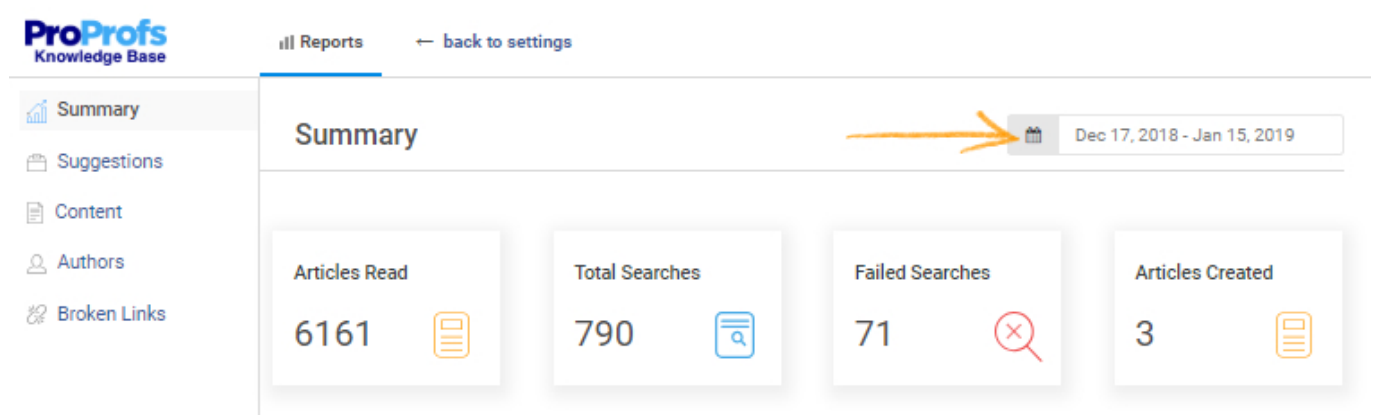 ProProfs
Knowledge Base
Reports
← back to settings
Summary
Suggestions
Content
Authors
Broken Links
Summary
Dec 17, 2018 - Jan 15, 2019
Articles Read
6161
Total Searches
790
Failed Searches
71
Articles Created
3